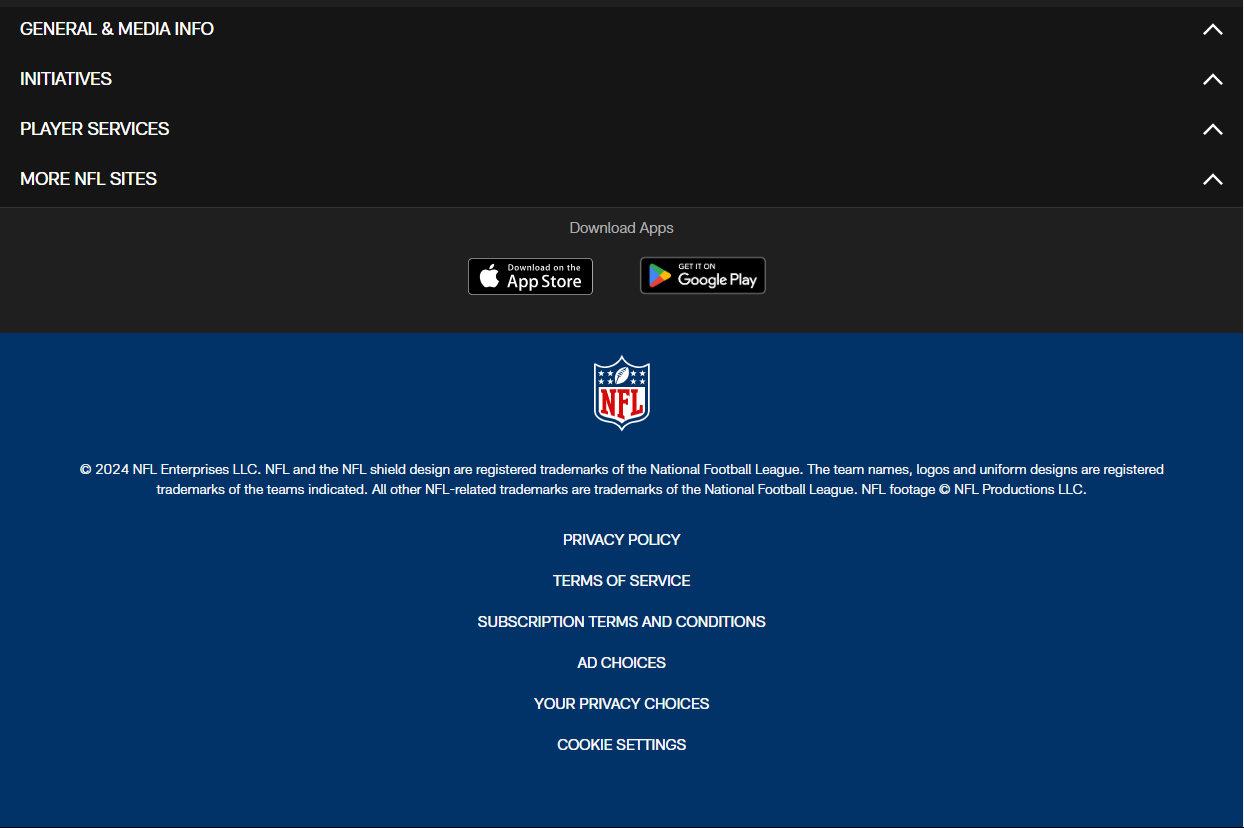 GENERAL & MEDIA INFO
INITIATIVES
PLAYER SERVICES
MORE NFL SITES
Download Apps
Download on the
App Store
GET IT ON
Google Play
NFL
© 2024 NFL Enterprises LLC. NFL and the NFL shield design are registered trademarks of the National Football League. The team names, logos and uniform designs are registered
trademarks of the teams indicated. All other NFL-related trademarks are trademarks of the National Football League. NFL footage © NFL Productions LLC.
PRIVACY POLICY
TERMS OF SERVICE
SUBSCRIPTION TERMS AND CONDITIONS
AD CHOICES
YOUR PRIVACY CHOICES
COOKIE SETTINGS